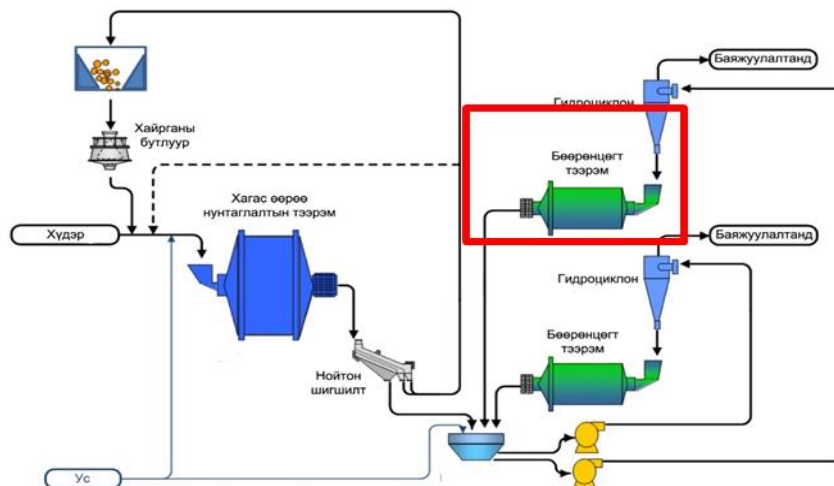 Баяжуулалтанд
Гидроциклон
Хайрганы
бутлуур
Бөөрөнцөгт
тээрэм
Хагас өөрөө
нунтаглалтын тээрэм
Хүдэр
Баяжуулалтанд
Гидроциклон
Бөөрөнцөгт
тээрэм
Нойтон
шигшилт
Ус